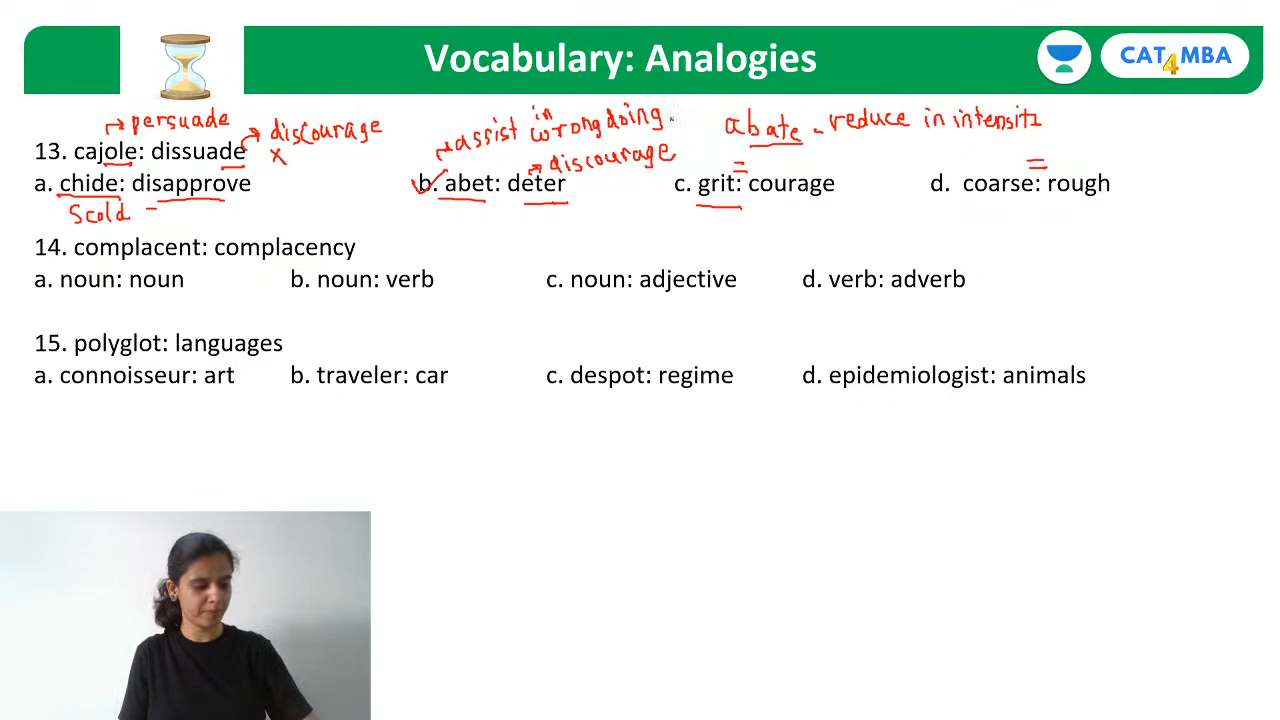 Vocabulary: Analogies
CAT4MBA
persuade
discourage
assist in wrongdoing
abate - reduce in intensity
13. cajole: dissuade
x
discourage
a. chide: disapprove b. abet: deter c. grit: courage d. coarse: rough
Scold
14. complacent: complacency
a. noun: noun b. noun: verb c. noun: adjective d. verb: adverb
15. polyglot: languages
a. connoisseur: art b. traveler: car c. despot: regime d. epidemiologist: animals